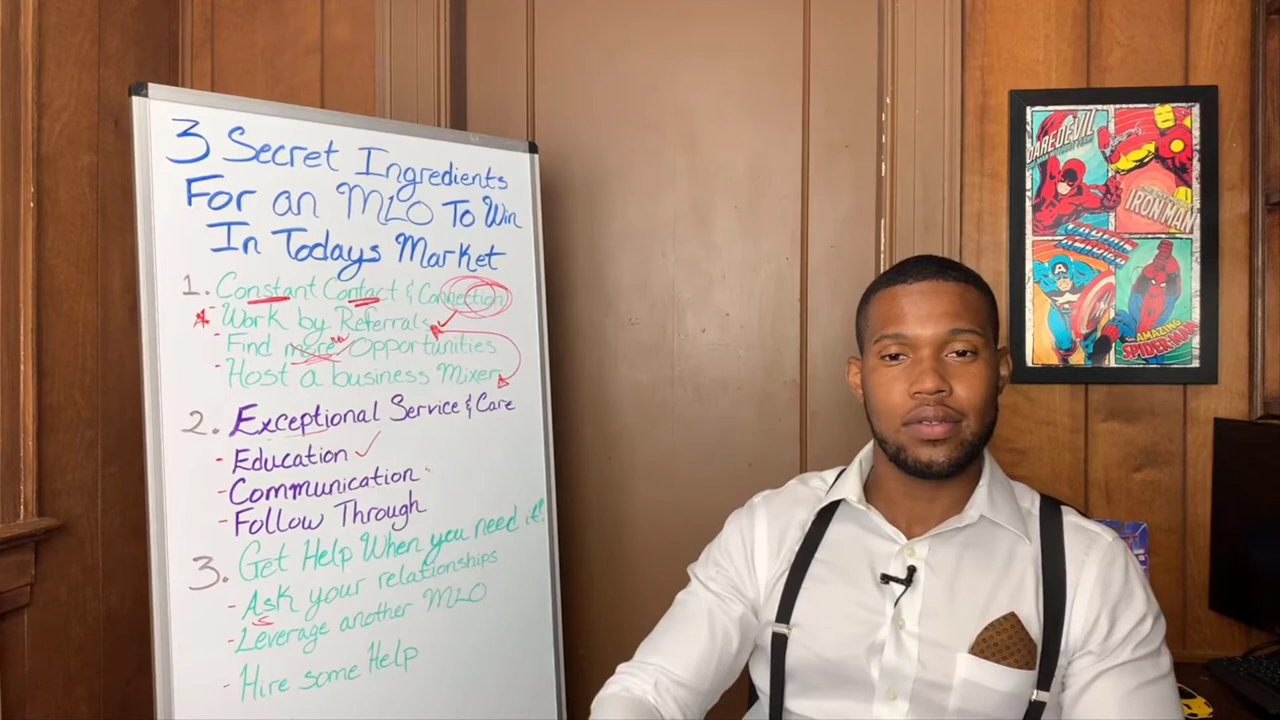 3 Secret Ingredients
For an MLO To Win
In Todays Market
1. Constant Contact & Connection
- Work by Referrals
- Find more Opportunities
- Host a business Mixer
2. Exceptional Service & Care
- Education
- Communication
- Follow Through
3. Get Help When you need it!
- Ask your relationships
- Leverage another MLO
- Hire some Help
DAREDEVIL
IRON MAN
CAPTAIN
AMERICA
AMAZING
SPIDER-MAN